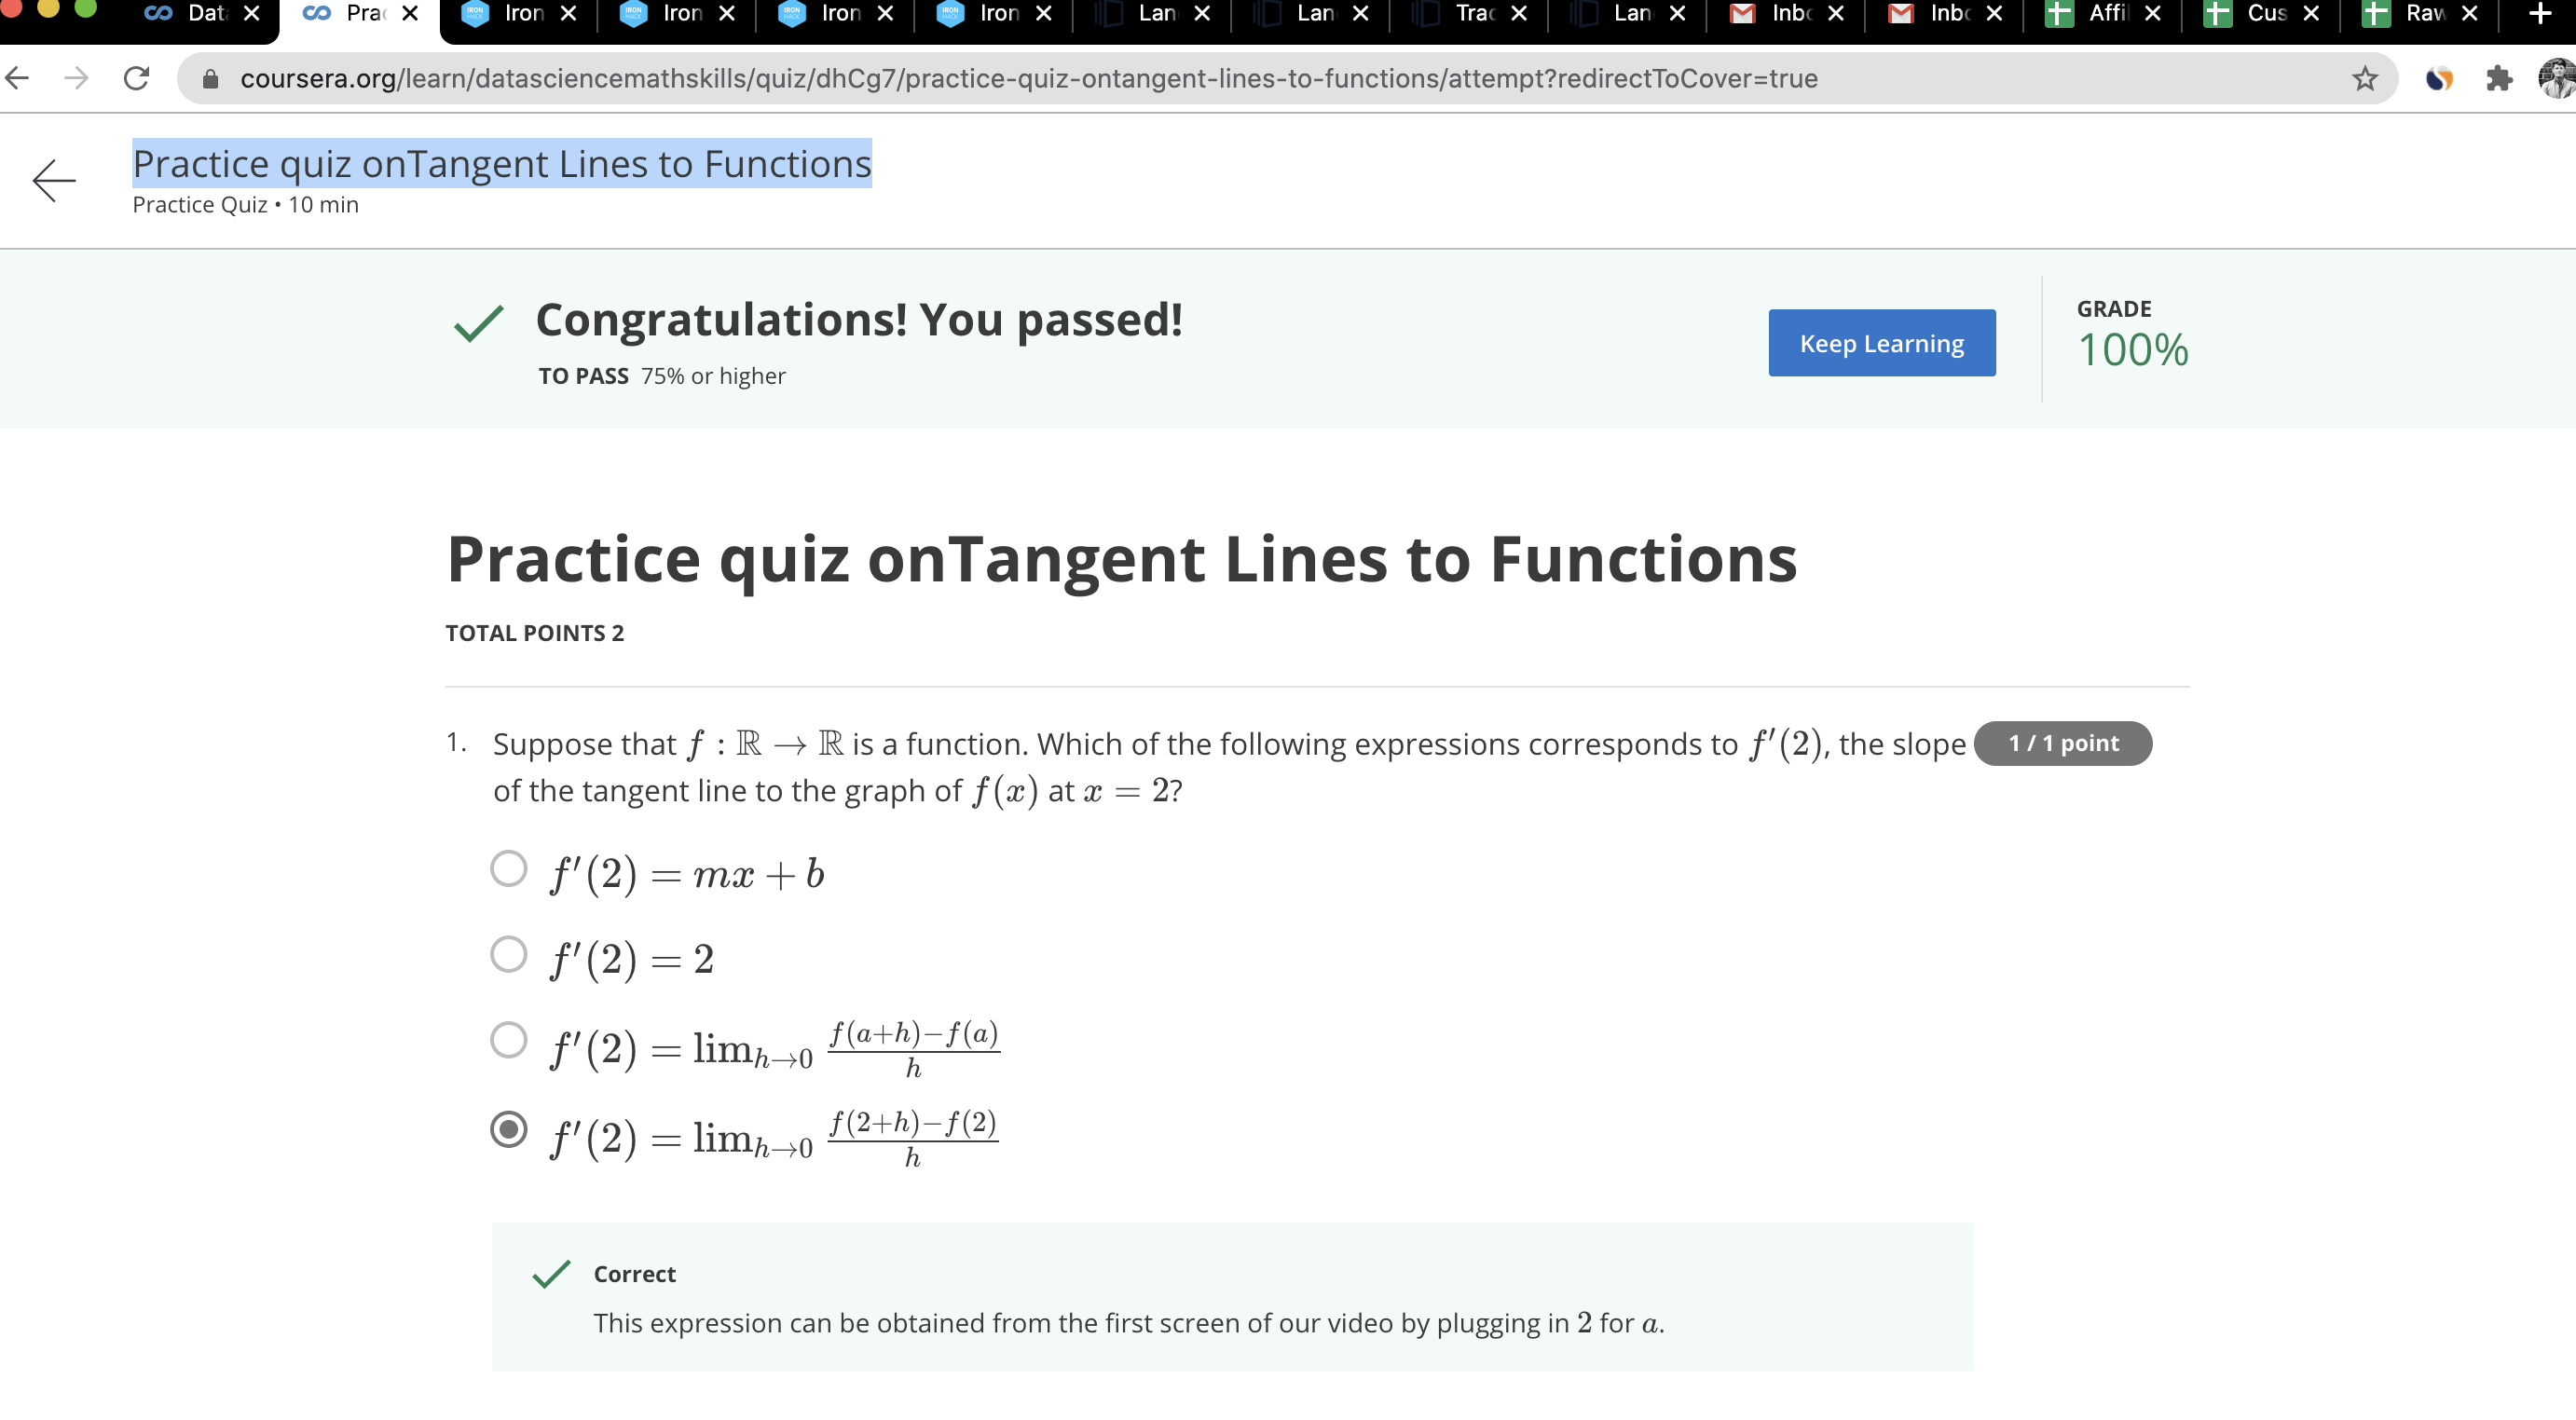 Dat Pra Iron Iron Iron Iron Lan Lan Trac Lan Inbo Inbo Affi Cus Raw
coursera.org/learn/datasciencemathskills/quiz/dhCg7/practice-quiz-ontangent-lines-to-functions/attempt?redirectToCover=true
Practice quiz onTangent Lines to Functions
Practice Quiz • 10 min
Congratulations! You passed!
TO PASS 75% or higher
Keep Learning
GRADE
100%
Practice quiz onTangent Lines to Functions
TOTAL POINTS 2
1. Suppose that f : ℝ → ℝ is a function. Which of the following expressions corresponds to f′(2), the slope
of the tangent line to the graph of f(x) at x = 2?
1 / 1 point
f′(2) = mx + b
f′(2) = 2
f′(2) = lim_{h→0} \frac{f(a+h)−f(a)}{h}
f′(2) = lim_{h→0} \frac{f(2+h)−f(2)}{h}
Correct
This expression can be obtained from the first screen of our video by plugging in 2 for a.